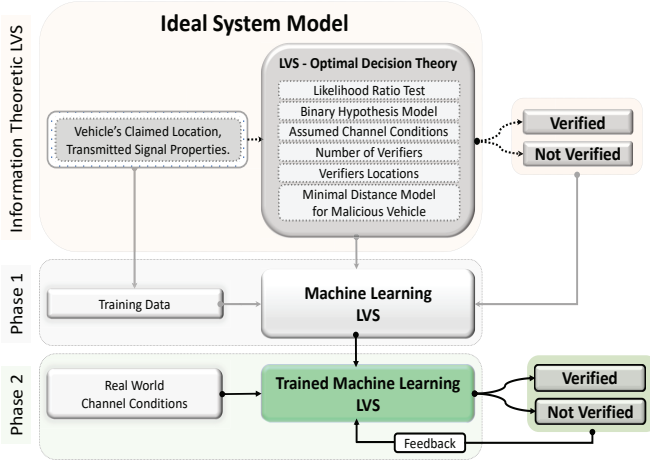 Ideal System Model
Information Theoretic LVS
LVS - Optimal Decision Theory
Likelihood Ratio Test
Binary Hypothesis Model
Assumed Channel Conditions
Number of Verifiers
Verifiers Locations
Minimal Distance Model
for Malicious Vehicle
Vehicle's Claimed Location,
Transmitted Signal Properties.
Verified
Not Verified
Phase 1
Training Data
Machine Learning
LVS
Phase 2
Real World
Channel Conditions
Trained Machine Learning
LVS
Verified
Not Verified
Feedback